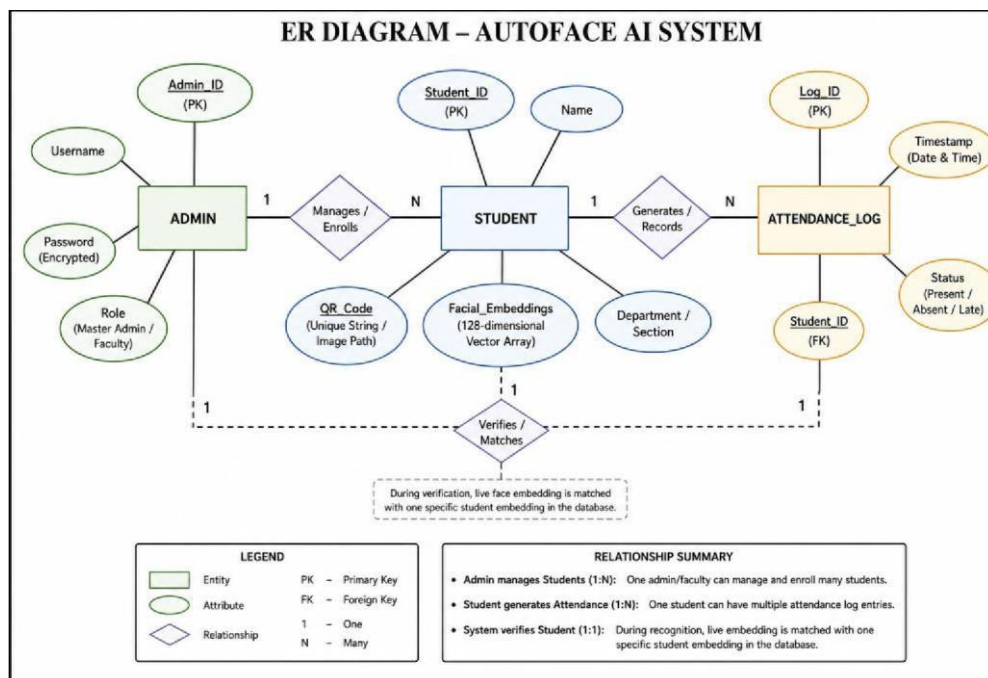 ER DIAGRAM – AUTOFACE AI SYSTEM
Admin_ID
(PK)
Username
Password
(Encrypted)
Role
(Master Admin /
Faculty)
ADMIN
1
Manages /
Enrolls
N
Student_ID
(PK)
Name
STUDENT
QR_Code
(Unique String /
Image Path)
Facial_Embeddings
(128-dimensional
Vector Array)
Department /
Section
1
Generates /
Records
N
Log_ID
(PK)
Timestamp
(Date & Time)
ATTENDANCE_LOG
Status
(Present /
Absent / Late)
Student_ID
(FK)
1
1
1
Verifies /
Matches
During verification, live face embedding is matched
with one specific student embedding in the database.
LEGEND
Entity
Attribute
Relationship
PK – Primary Key
FK – Foreign Key
1 – One
N – Many
RELATIONSHIP SUMMARY
• Admin manages Students (1:N): One admin/faculty can manage and enroll many students.
• Student generates Attendance (1:N): One student can have multiple attendance log entries.
• System verifies Student (1:1): During recognition, live embedding is matched with one
specific student embedding in the database.